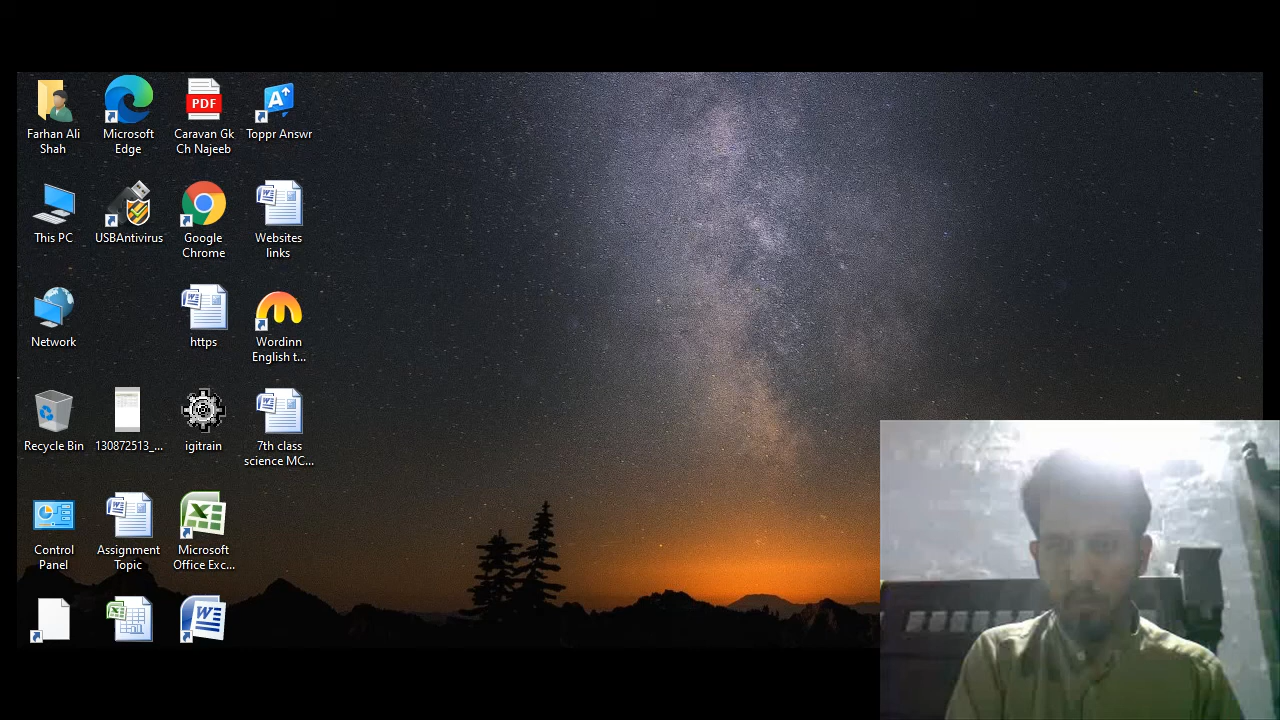 Farhan Ali
Shah
Microsoft
Edge
PDF
Caravan Gk
Ch Najeeb
Toppr Answr
This PC
USBAntivirus
Google
Chrome
Websites
links
Network
https
Wordinn
English t...
Recycle Bin
130872513_...
igitrain
7th class
science MC...
Control
Panel
Assignment
Topic
Microsoft
Office Exc...